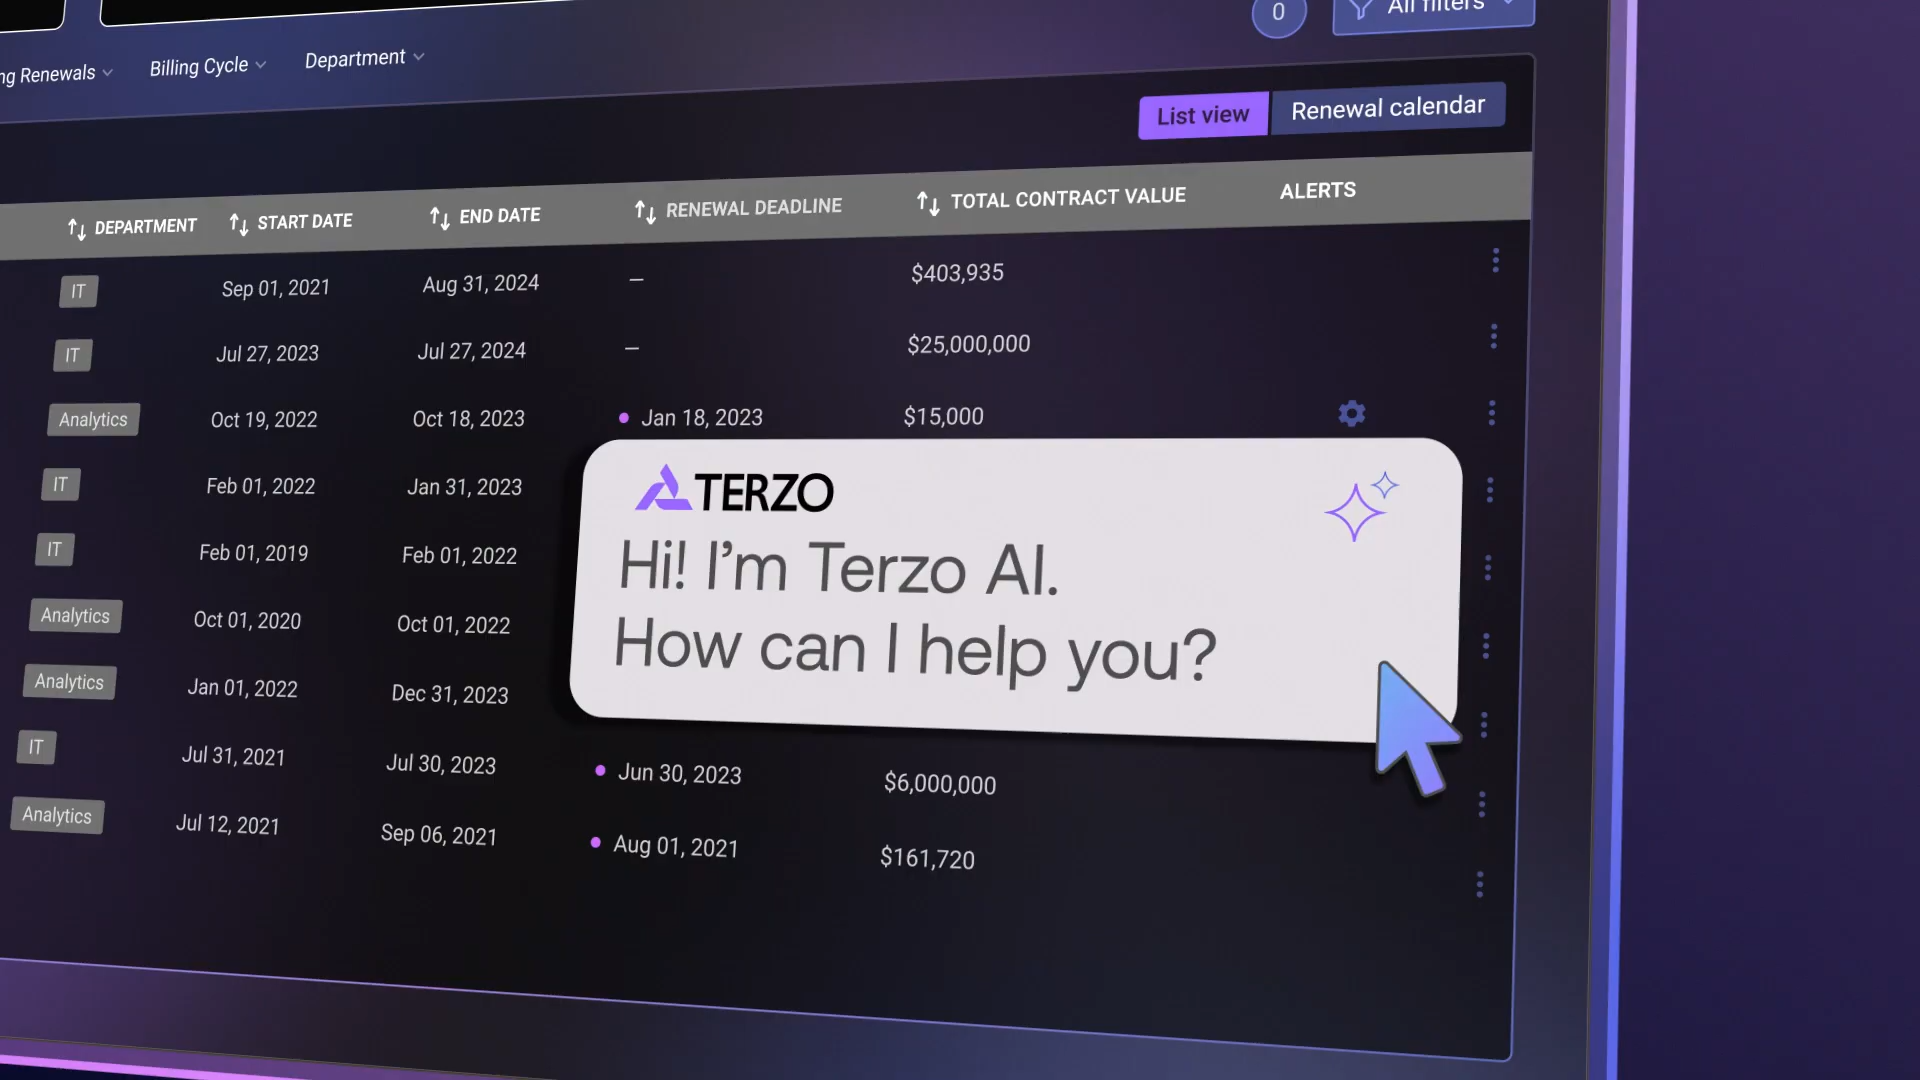 0
All filters
ng Renewals
Billing Cycle
Department
List view
Renewal calendar
DEPARTMENT START DATE END DATE RENEWAL DEADLINE TOTAL CONTRACT VALUE ALERTS
IT Sep 01, 2021 Aug 31, 2024 — $403,935
IT Jul 27, 2023 Jul 27, 2024 — $25,000,000
Analytics Oct 19, 2022 Oct 18, 2023 Jan 18, 2023 $15,000
IT Feb 01, 2022 Jan 31, 2023
IT Feb 01, 2019 Feb 01, 2022
Analytics Oct 01, 2020 Oct 01, 2022
Analytics Jan 01, 2022 Dec 31, 2023
IT Jul 31, 2021 Jul 30, 2023 Jun 30, 2023 $6,000,000
Analytics Jul 12, 2021 Sep 06, 2021 Aug 01, 2021 $161,720
TERZO
Hi! I’m Terzo AI.
How can I help you?